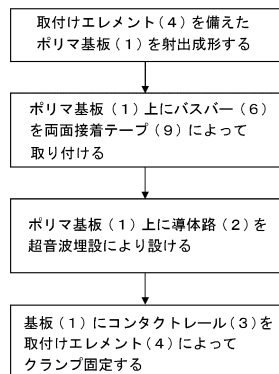 取付けエレメント(4)を備えた
ポリマ基板(1)を射出成形する
ポリマ基板(1)上にバスバー(6)
を両面接着テープ(9)によって
取り付ける
ポリマ基板(1)上に導体路(2)を
超音波埋設により設ける
基板(1)にコンタクトレール(3)を
取付けエレメント(4)によって
クランプ固定する